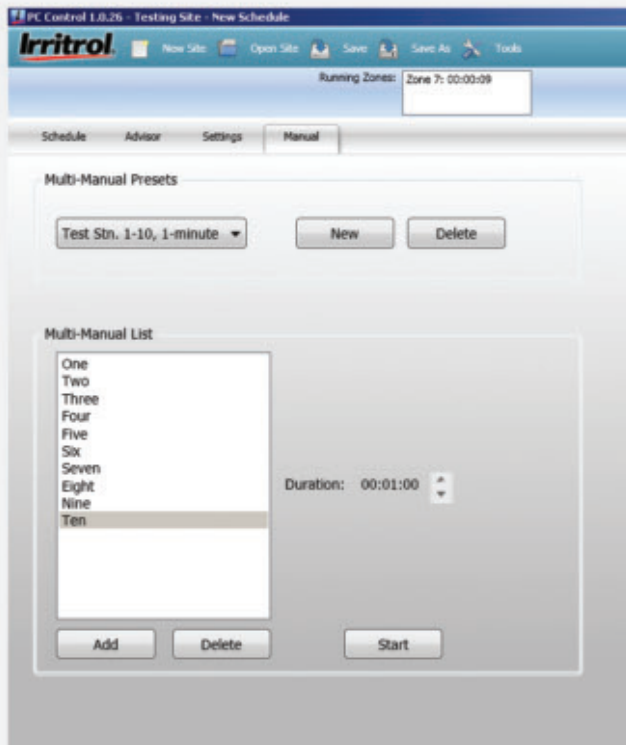 PC Control 1.0.26 - Testing Site - New Schedule
Irritrol. New Site Open Site Save Save As Tools
Running Zones: Zone 7: 00:00:09
Schedule Advisor Settings Manual
Multi-Manual Presets
Test Stn. 1-10, 1-minute New Delete
Multi-Manual List
One
Two
Three
Four
Five
Six
Seven
Eight
Nine
Ten
Duration: 00:01:00
Add Delete Start